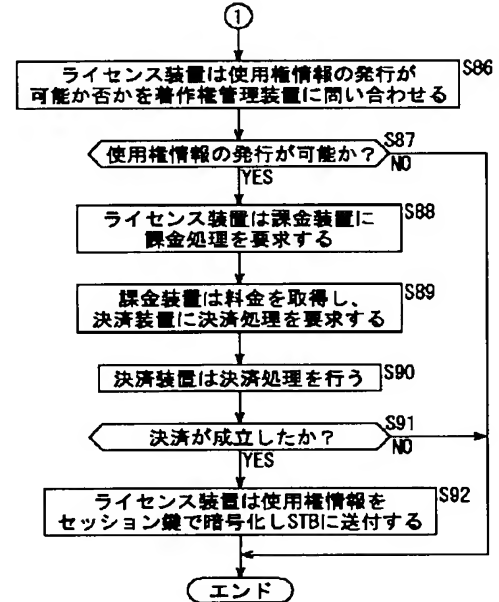 1
ライセンス装置は使用権情報の発行が
可能か否かを著作権管理装置に問い合わせる
S86
使用権情報の発行が可能か?
S87
NO
YES
ライセンス装置は課金装置に
課金処理を要求する
S88
課金装置は料金を取得し、
決済装置に決済処理を要求する
S89
決済装置は決済処理を行う
S90
決済が成立したか?
S91
NO
YES
ライセンス装置は使用権情報を
セッション鍵で暗号化しSTBに送付する
S92
エンド